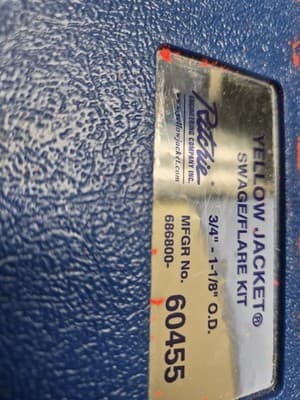 YELLOW JACKET®
SWAGE/FLARE KIT
Ritchie
ENGINEERING COMPANY INC.
www.yellowjacket.com
3/4" - 1-1/8" O.D.
MFGR No. 60455
686800-